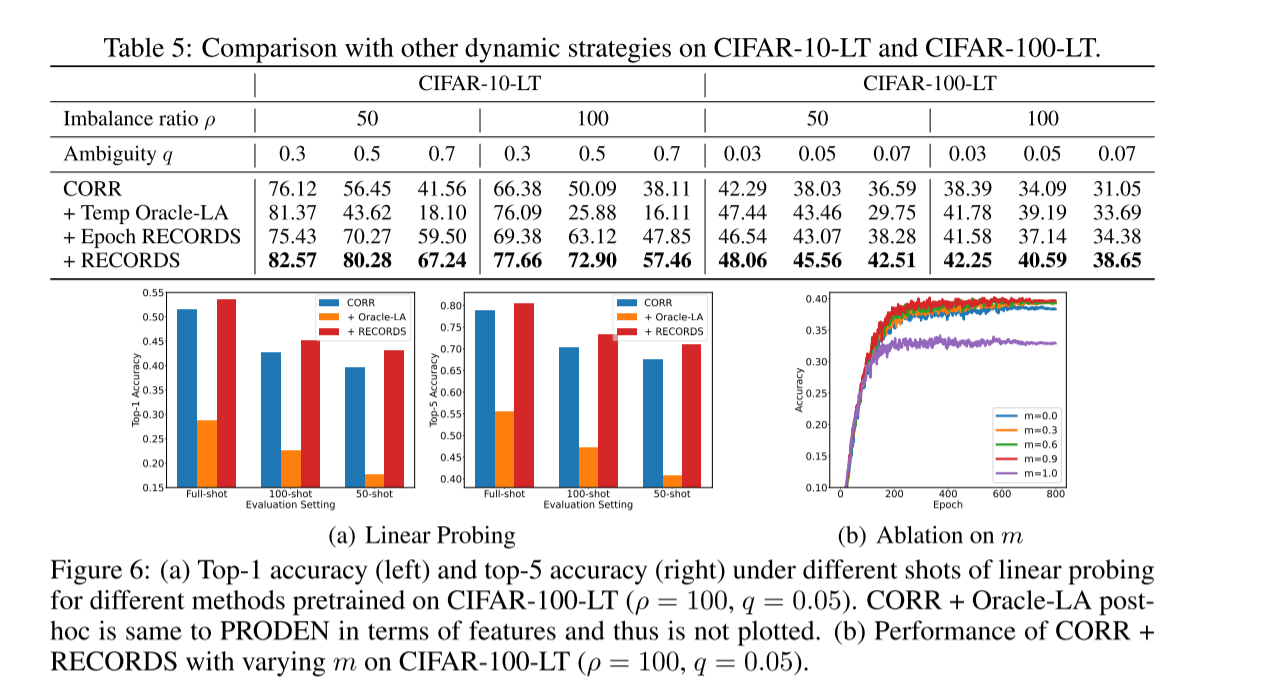 Table 5: Comparison with other dynamic strategies on CIFAR-10-LT and CIFAR-100-LT.
CIFAR-10-LT CIFAR-100-LT
Imbalance ratio ρ 50 100 50 100
Ambiguity q 0.3 0.5 0.7 0.3 0.5 0.7 0.03 0.05 0.07 0.03 0.05 0.07
CORR 76.12 56.45 41.56 66.38 50.09 38.11 42.29 38.03 36.59 38.39 34.09 31.05
+ Temp Oracle-LA 81.37 43.62 18.10 76.09 25.88 16.11 47.44 43.46 29.75 41.78 39.19 33.69
+ Epoch RECORDS 75.43 70.27 59.50 69.38 63.12 47.85 46.54 43.07 38.28 41.58 37.14 34.38
+ RECORDS 82.57 80.28 67.24 77.66 72.90 57.46 48.06 45.56 42.51 42.25 40.59 38.65
Top-1 Accuracy
0.55
0.50
0.45
0.40
0.35
0.30
0.25
0.20
0.15
CORR
+ Oracle-LA
+ RECORDS
Full-shot 100-shot 50-shot
Evaluation Setting
Top-5 Accuracy
0.80
0.75
0.70
0.65
0.60
0.55
0.50
0.45
0.40
CORR
+ Oracle-LA
+ RECORDS
Full-shot 100-shot 50-shot
Evaluation Setting
(a) Linear Probing
Accuracy
0.40
0.35
0.30
0.25
0.20
0.15
0.10
m=0.0
m=0.3
m=0.6
m=0.9
m=1.0
0 200 400 600 800
Epoch
(b) Ablation on m
Figure 6: (a) Top-1 accuracy (left) and top-5 accuracy (right) under different shots of linear probing
for different methods pretrained on CIFAR-100-LT (ρ = 100, q = 0.05). CORR + Oracle-LA post-
hoc is same to PRODEN in terms of features and thus is not plotted. (b) Performance of CORR +
RECORDS with varying m on CIFAR-100-LT (ρ = 100, q = 0.05).